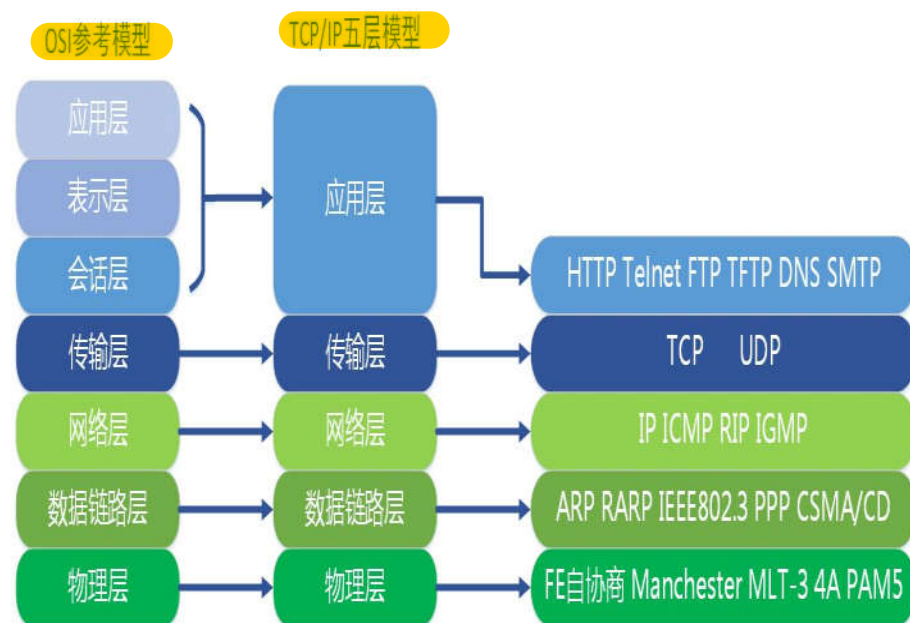 OSI参考模型
TCP/IP五层模型
应用层
表示层
会话层
传输层
网络层
数据链路层
物理层
应用层
传输层
网络层
数据链路层
物理层
HTTP Telnet FTP TFTP DNS SMTP
TCP UDP
IP ICMP RIP IGMP
ARP RARP IEEE802.3 PPP CSMA/CD
FE自协商 Manchester MLT-3 4A PAM5